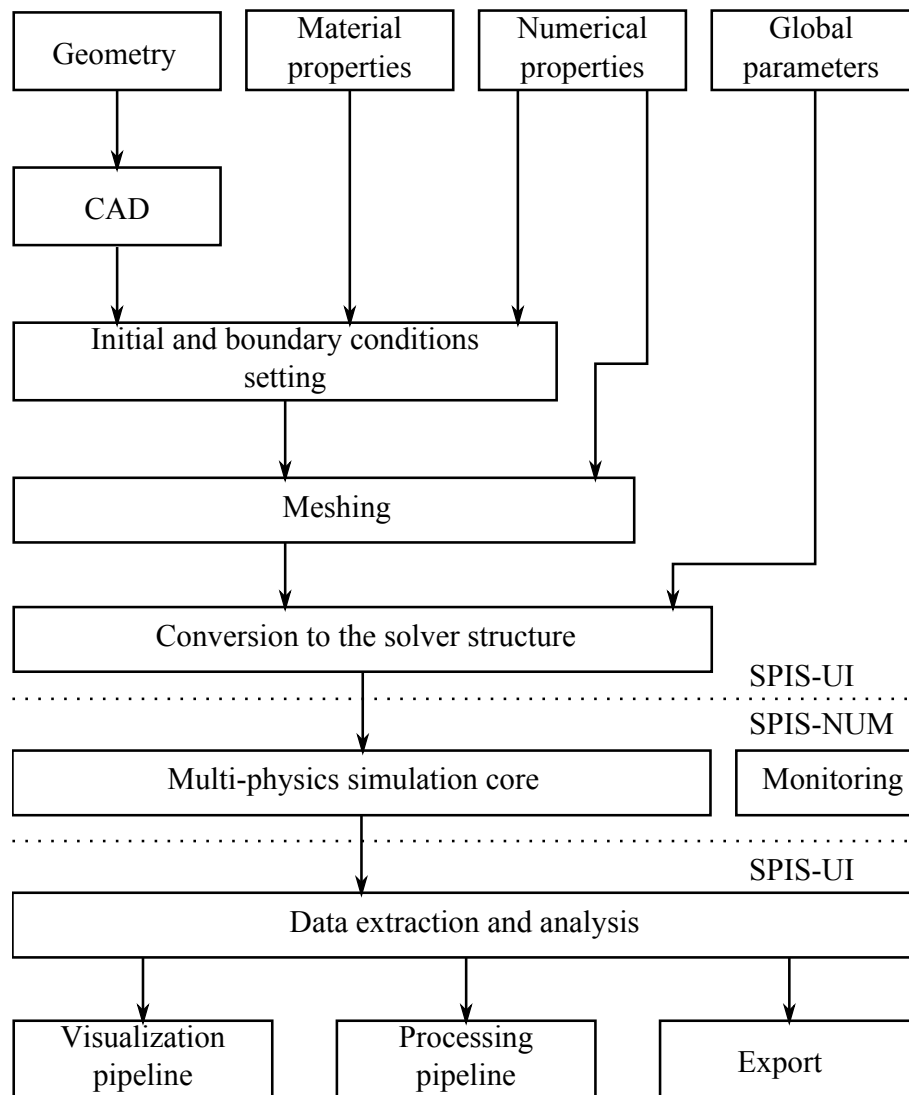 Geometry
Material
properties
Numerical
properties
Global
parameters
CAD
Initial and boundary conditions
setting
Meshing
Conversion to the solver structure
SPIS-UI
SPIS-NUM
Multi-physics simulation core
Monitoring
SPIS-UI
Data extraction and analysis
Visualization
pipeline
Processing
pipeline
Export